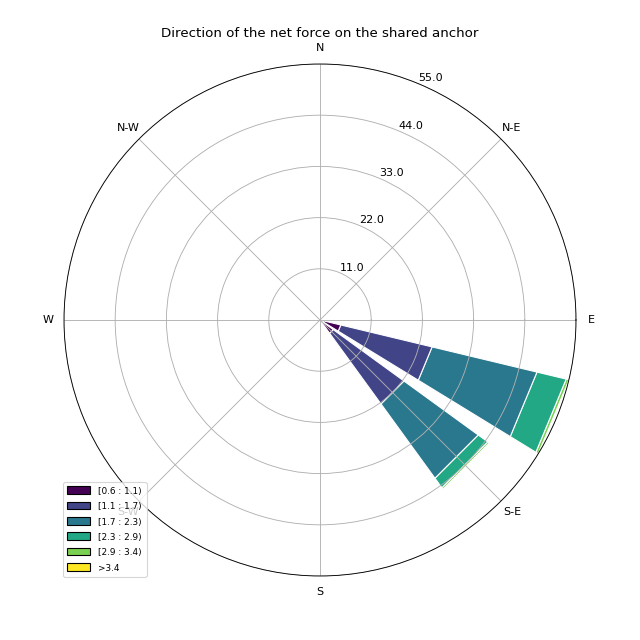 Direction of the net force on the shared anchor
N
55.0
N-W
44.0
N-E
33.0
22.0
11.0
W
E
[0.6 : 1.1)
[1.1 : 1.7)
S-W
S-E
[1.7 : 2.3)
[2.3 : 2.9)
[2.9 : 3.4)
>3.4
S